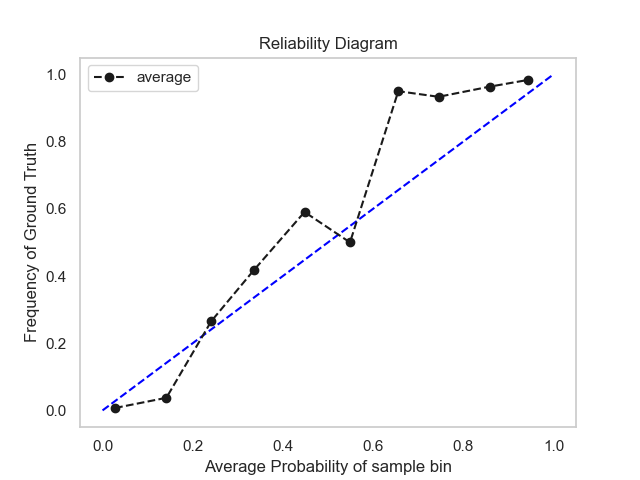 Reliability Diagram
average
Frequency of Ground Truth
1.0
0.8
0.6
0.4
0.2
0.0
0.0 0.2 0.4 0.6 0.8 1.0
Average Probability of sample bin